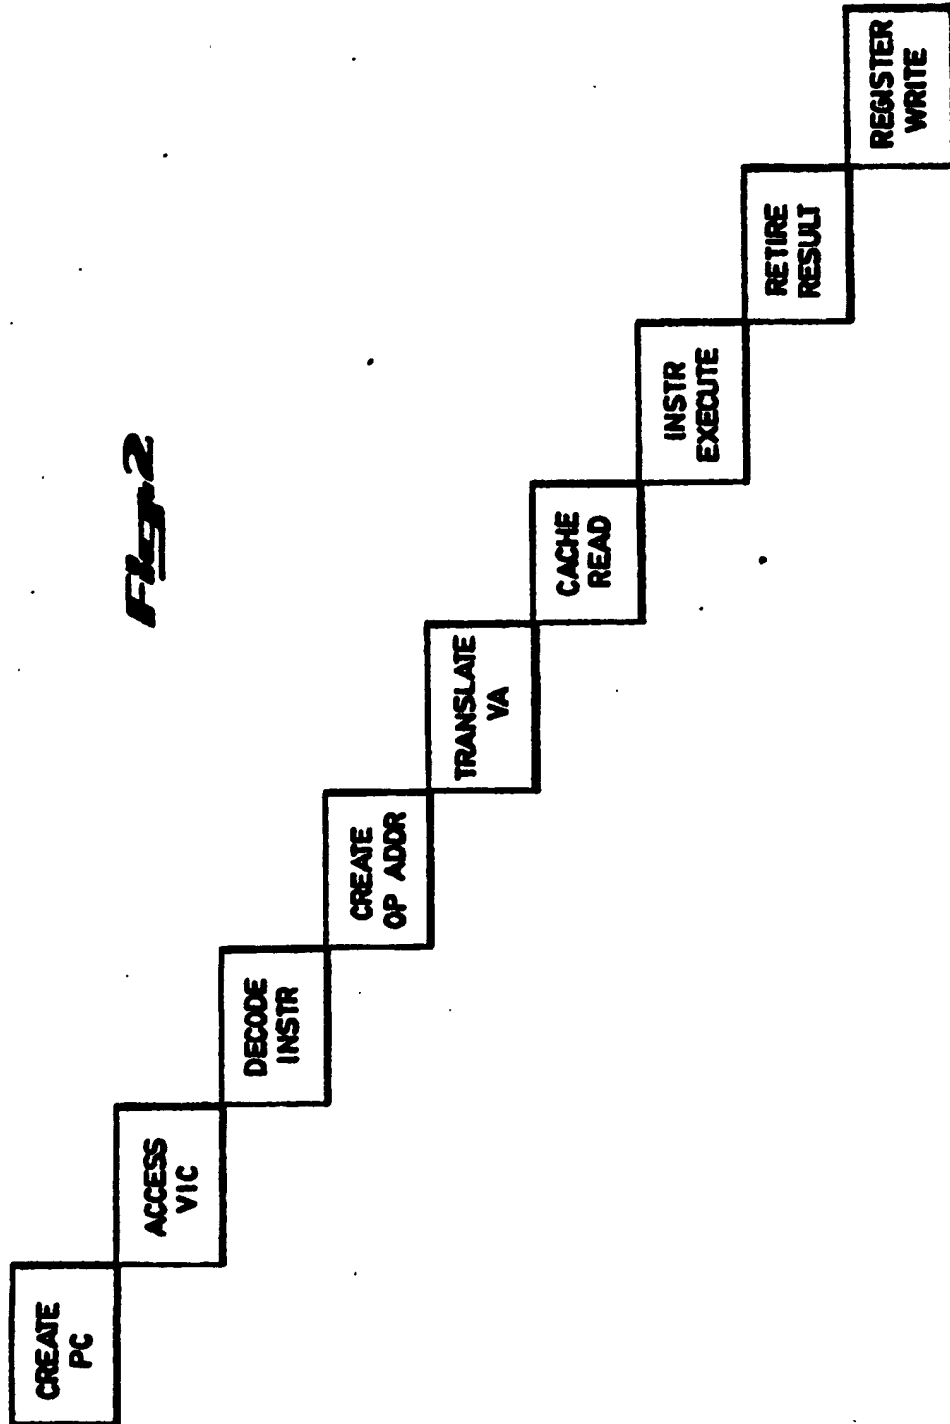 Fig. 2
CREATE
PC
ACCESS
VIC
DECODE
INSTR
CREATE
OP ADDR
TRANSLATE
VA
CACHE
READ
INSTR
EXECUTE
RETIRE
RESULT
REGISTER
WRITE